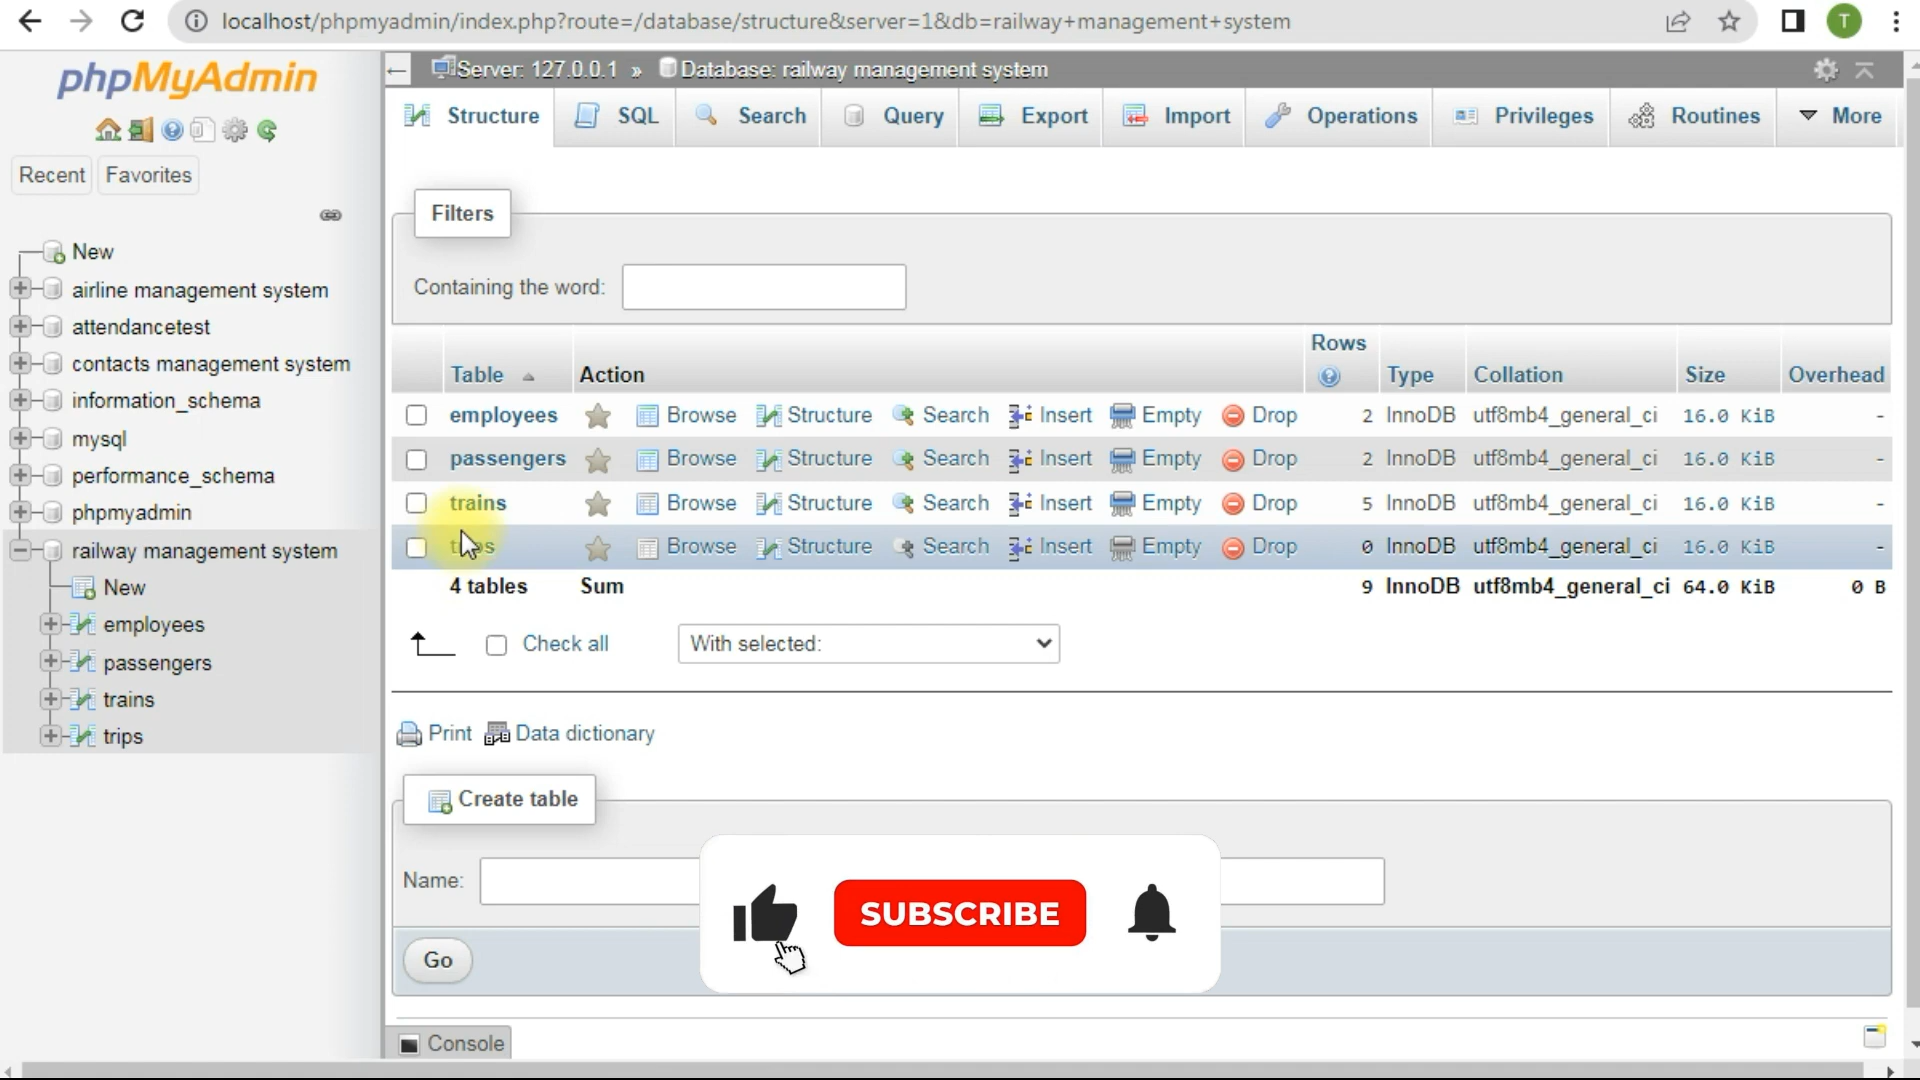 localhost/phpmyadmin/index.php?route=/database/structure&server=1&db=railway+management+system
T
phpMyAdmin
Recent Favorites
New
airline management system
attendancetest
contacts management system
information_schema
mysql
performance_schema
phpmyadmin
railway management system
New
employees
passengers
trains
trips
Server: 127.0.0.1 » Database: railway management system
Structure SQL Search Query Export Import Operations Privileges Routines More
Filters
Containing the word:
Table Action Rows Type Collation Size Overhead
employees Browse Structure Search Insert Empty Drop 2 InnoDB utf8mb4_general_ci 16.0 KiB -
passengers Browse Structure Search Insert Empty Drop 2 InnoDB utf8mb4_general_ci 16.0 KiB -
trains Browse Structure Search Insert Empty Drop 5 InnoDB utf8mb4_general_ci 16.0 KiB -
trips Browse Structure Search Insert Empty Drop 0 InnoDB utf8mb4_general_ci 16.0 KiB -
4 tables Sum 9 InnoDB utf8mb4_general_ci 64.0 KiB 0 B
Check all With selected:
Print Data dictionary
Create table
Name:
SUBSCRIBE
Go
Console